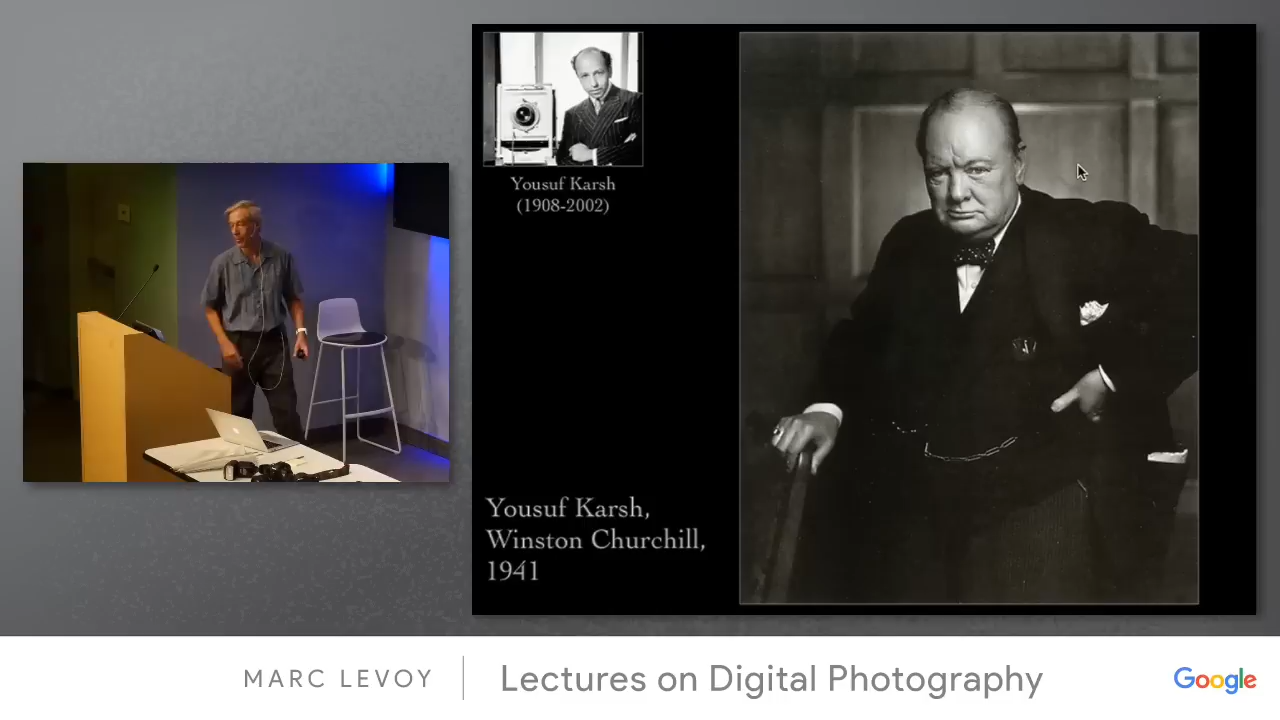 Yousuf Karsh
(1908-2002)
Yousuf Karsh,
Winston Churchill,
1941
MARC LEVOY
Lectures on Digital Photography
Google